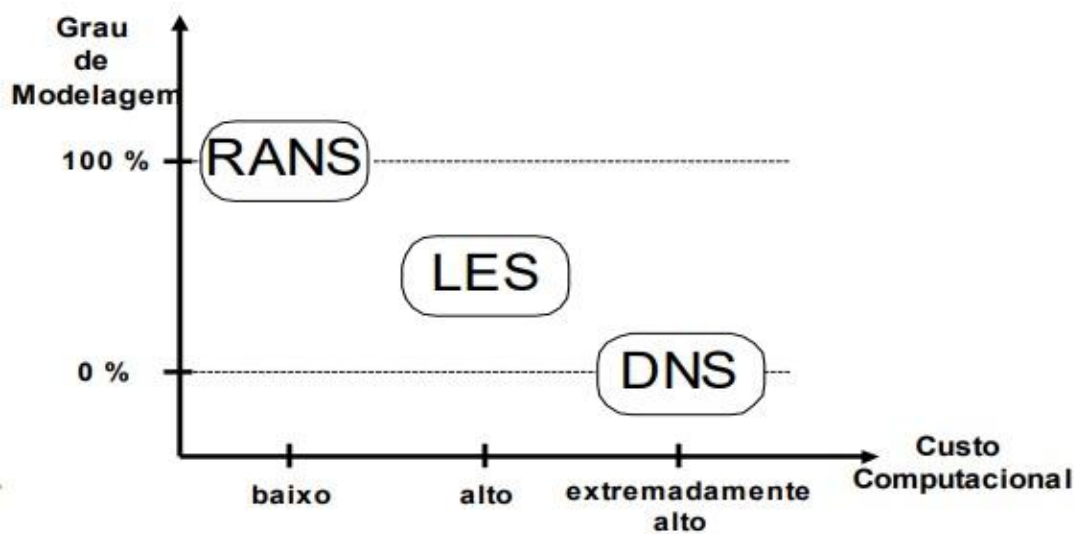 Grau
de
Modelagem
100 %
RANS
LES
0 %
DNS
Custo
Computacional
baixo
alto
extremadamente
alto